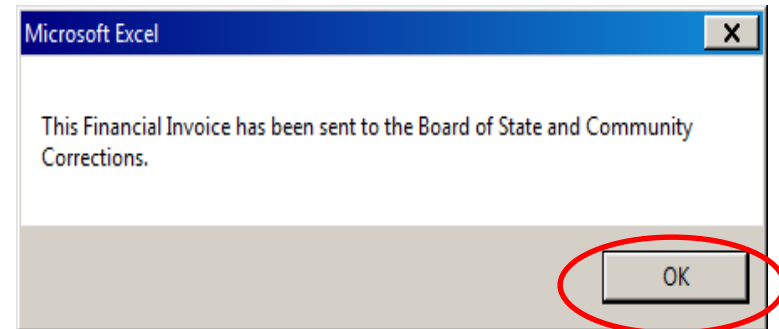 Microsoft Excel
This Financial Invoice has been sent to the Board of State and Community
Corrections.
OK